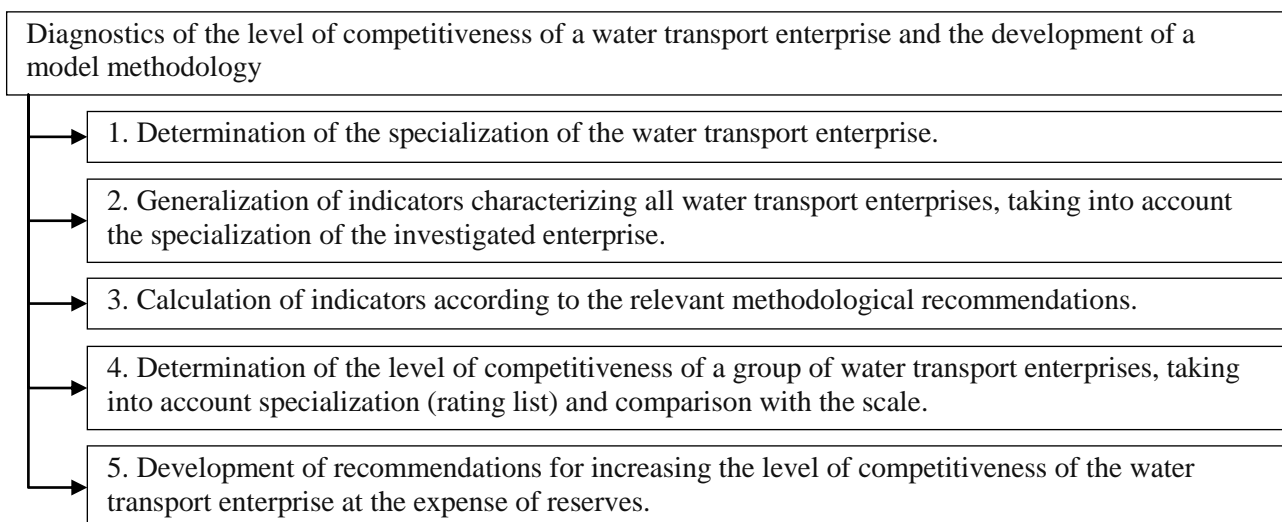 Diagnostics of the level of competitiveness of a water transport enterprise and the development of a
model methodology
1. Determination of the specialization of the water transport enterprise.
2. Generalization of indicators characterizing all water transport enterprises, taking into account
the specialization of the investigated enterprise.
3. Calculation of indicators according to the relevant methodological recommendations.
4. Determination of the level of competitiveness of a group of water transport enterprises, taking
into account specialization (rating list) and comparison with the scale.
5. Development of recommendations for increasing the level of competitiveness of the water
transport enterprise at the expense of reserves.